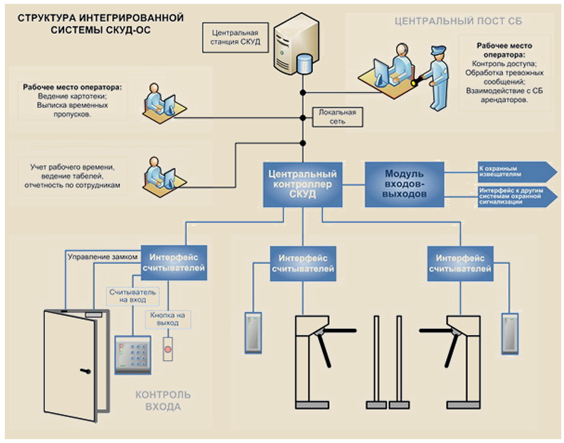 СТРУКТУРА ИНТЕГРИРОВАННОЙ
СИСТЕМЫ СКУД-ОС
Центральная
станция СКУД
ЦЕНТРАЛЬНЫЙ ПОСТ СБ
Рабочее место
оператора:
Контроль доступа;
Обработка тревожных
сообщений;
Взаимодействие с СБ
арендаторов.
Рабочее место оператора:
Ведение картотеки;
Выписка временных
пропусков.
Локальная
сеть
Учет рабочего времени,
ведение табелей,
отчетность по сотрудникам
Центральный
контроллер
СКУД
Модуль
входов-
выходов
К охранным
извещателям
Интерфейс к другим
системам охранной
сигнализации
Управление замком
Интерфейс
считывателей
Интерфейс
считывателей
Интерфейс
считывателей
Считыватель
на вход
Кнопка на
выход
КОНТРОЛЬ
ВХОДА